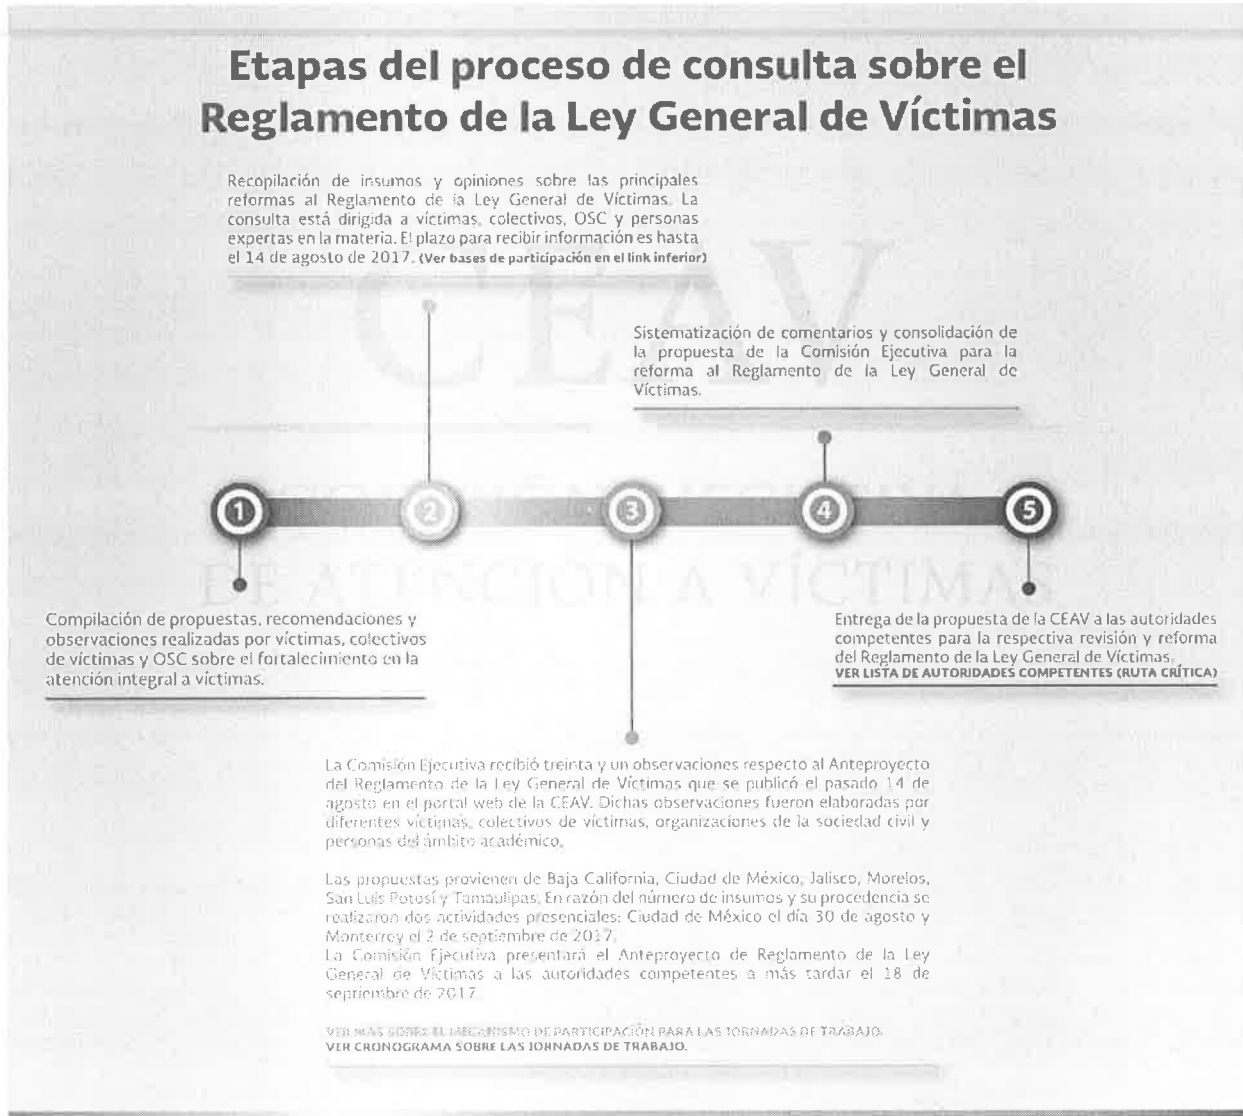 Etapas del proceso de consulta sobre el
Reglamento de la Ley General de Víctimas
Recopilación de insumos y opiniones sobre las principales
reformas al Reglamento de la Ley General de Víctimas. La
consulta está dirigida a víctimas, colectivos, OSC y personas
expertas en la materia. El plazo para recibir información es hasta
el 14 de agosto de 2017. (Ver bases de participación en el link inferior)
CEAV
Sistematización de comentarios y consolidación de
la propuesta de la Comisión Ejecutiva para la
reforma al Reglamento de la Ley General de
Víctimas.
COMISIÓN EJECUTIVA
1 2 3 4 5
DE ATENCIÓN A VÍCTIMAS
Compilación de propuestas, recomendaciones y
observaciones realizadas por víctimas, colectivos
de víctimas y OSC sobre el fortalecimiento en la
atención integral a víctimas.
Entrega de la propuesta de la CEAV a las autoridades
competentes para la respectiva revisión y reforma
del Reglamento de la Ley General de Víctimas.
VER LISTA DE AUTORIDADES COMPETENTES (RUTA CRÍTICA)
La Comisión Ejecutiva recibió treinta y un observaciones respecto al Anteproyecto
del Reglamento de la Ley General de Víctimas que se publicó el pasado 14 de
agosto en el portal web de la CEAV. Dichas observaciones fueron elaboradas por
diferentes víctimas, colectivos de víctimas, organizaciones de la sociedad civil y
personas del ámbito académico.
Las propuestas provienen de Baja California, Ciudad de México, Jalisco, Morelos,
San Luis Potosí y Tamaulipas. En razón del número de insumos y su procedencia se
realizaron dos actividades presenciales: Ciudad de México el día 30 de agosto y
Monterrey el 2 de septiembre de 2017.
La Comisión Ejecutiva presentará el Anteproyecto de Reglamento de la Ley
General de Víctimas a las autoridades competentes a más tardar el 18 de
septiembre de 2017.
VER MÁS SOBRE EL MECANISMO DE PARTICIPACIÓN PARA LAS JORNADAS DE TRABAJO.
VER CRONOGRAMA SOBRE LAS JORNADAS DE TRABAJO.